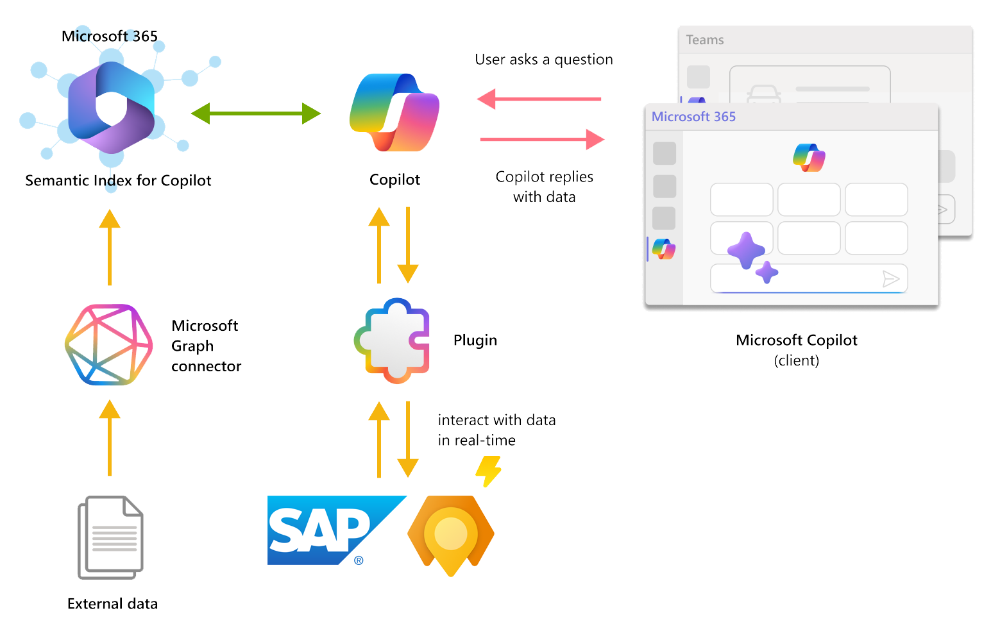 Microsoft 365
Semantic Index for Copilot
Copilot
User asks a question
Copilot replies
with data
Teams
Microsoft 365
Microsoft Copilot
(client)
Microsoft
Graph
connector
Plugin
interact with data
in real-time
SAP
®
External data